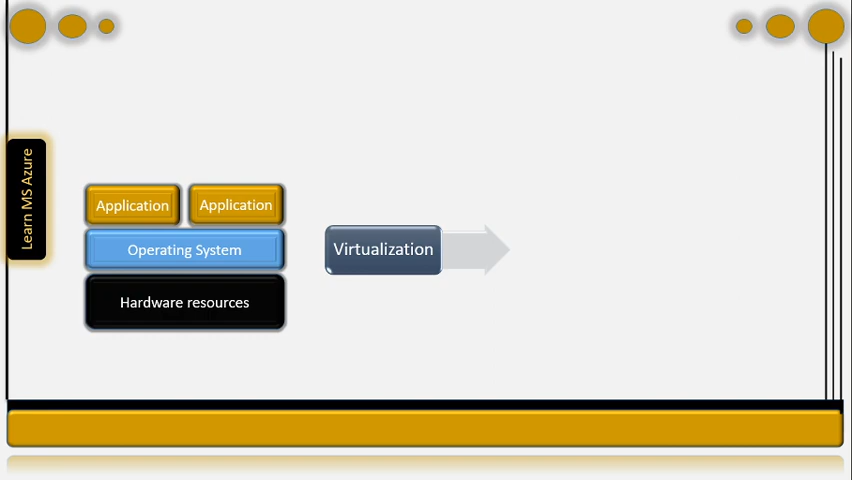 Learn MS Azure
Application
Application
Operating System
Hardware resources
Virtualization